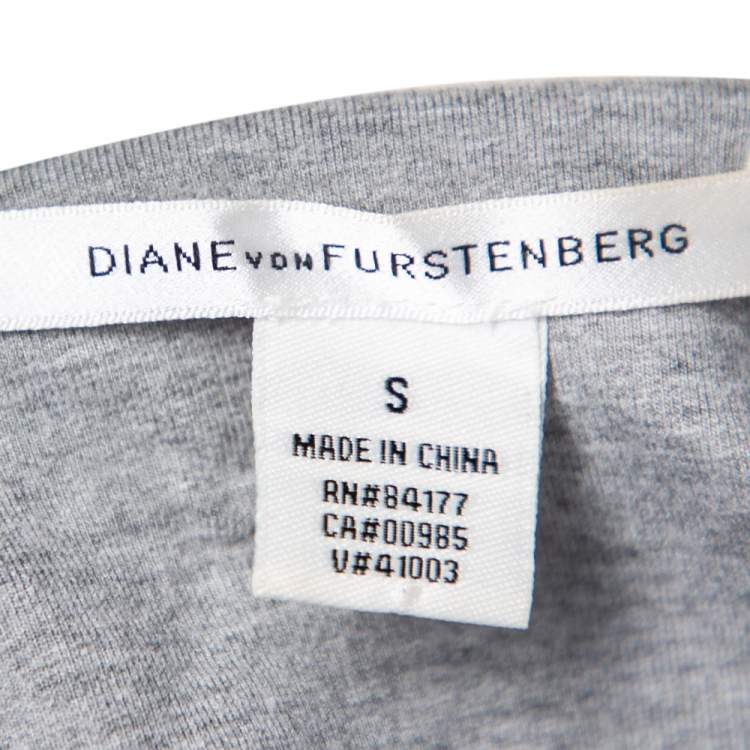 DIANE VON FURSTENBERG
S
MADE IN CHINA
RN#84177
CA#00985
V#41003